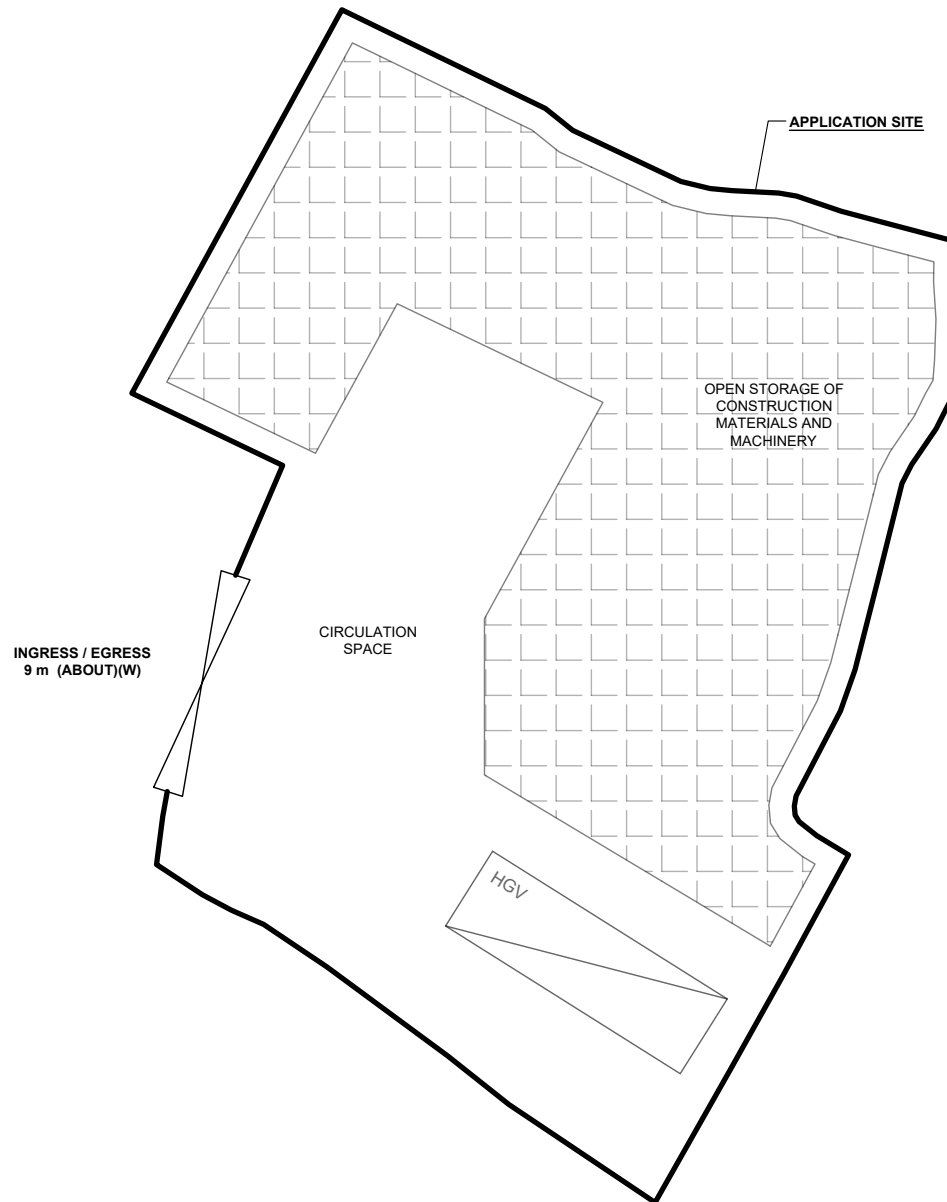 APPLICATION SITE
OPEN STORAGE OF
CONSTRUCTION
MATERIALS AND
MACHINERY
CIRCULATION
SPACE
INGRESS / EGRESS
9 m (ABOUT)(W)
HGV